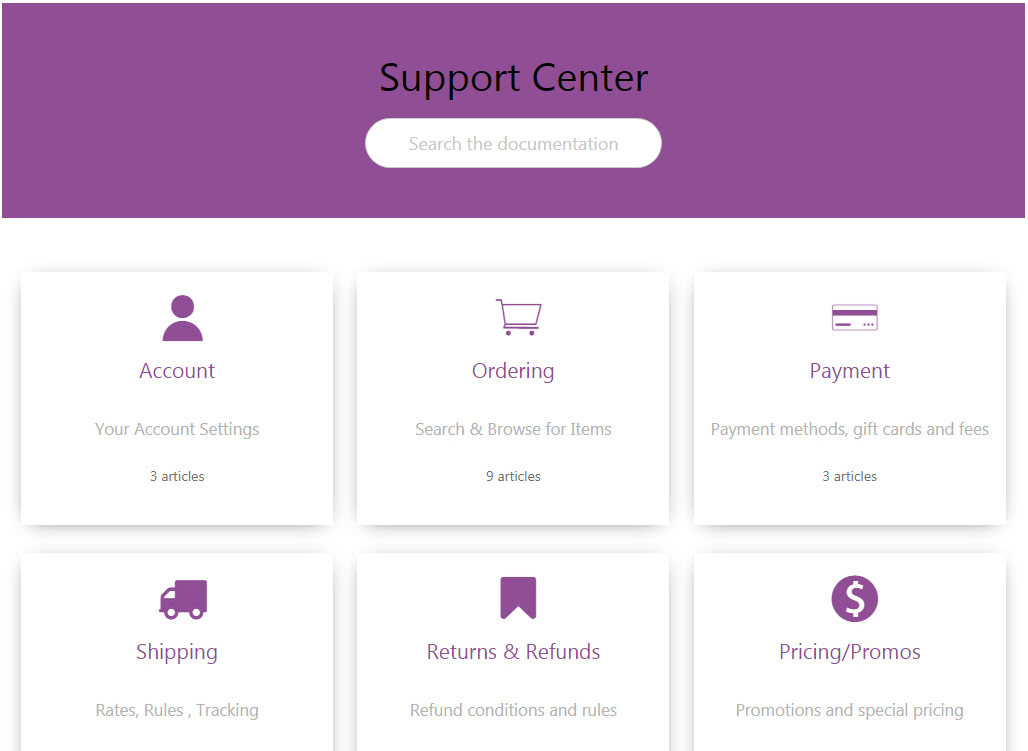 Support Center
Search the documentation
Account
Ordering
Payment
Your Account Settings
Search & Browse for Items
Payment methods, gift cards and fees
3 articles
9 articles
3 articles
Shipping
Returns & Refunds
Pricing/Promos
Rates, Rules , Tracking
Refund conditions and rules
Promotions and special pricing